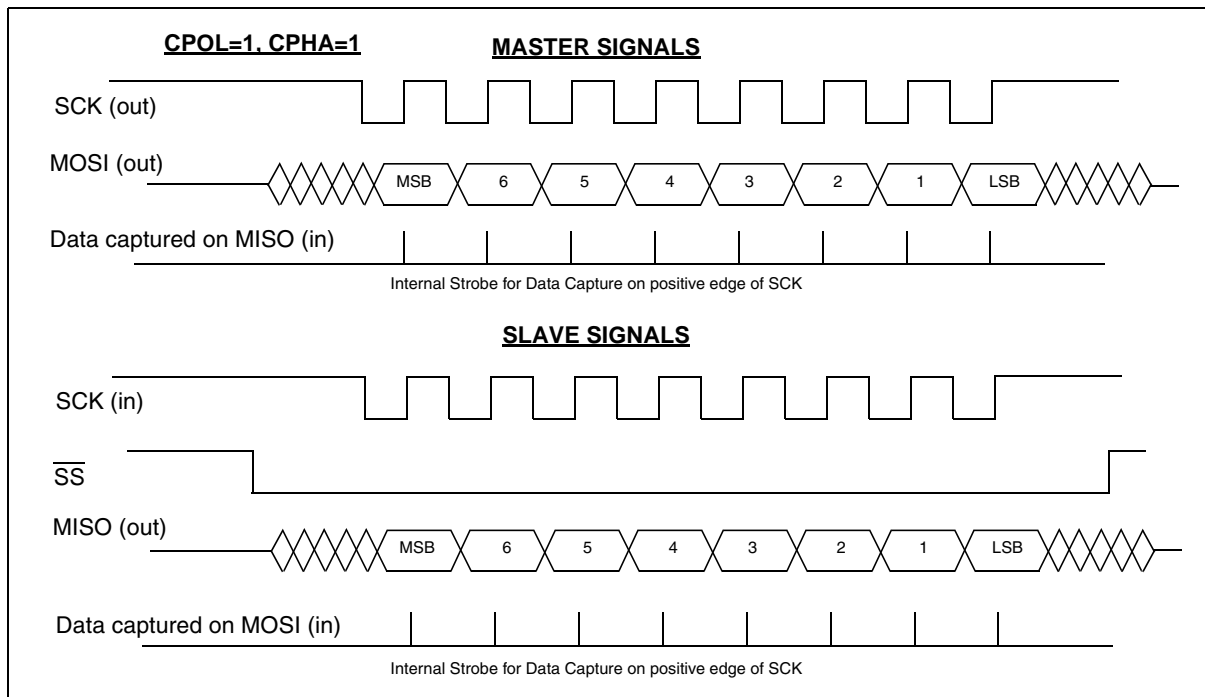 CPOL=1, CPHA=1
MASTER SIGNALS
SCK (out)
MOSI (out)
MSB 6 5 4 3 2 1 LSB
Data captured on MISO (in)
Internal Strobe for Data Capture on positive edge of SCK
SLAVE SIGNALS
SCK (in)
SS
MISO (out)
MSB 6 5 4 3 2 1 LSB
Data captured on MOSI (in)
Internal Strobe for Data Capture on positive edge of SCK